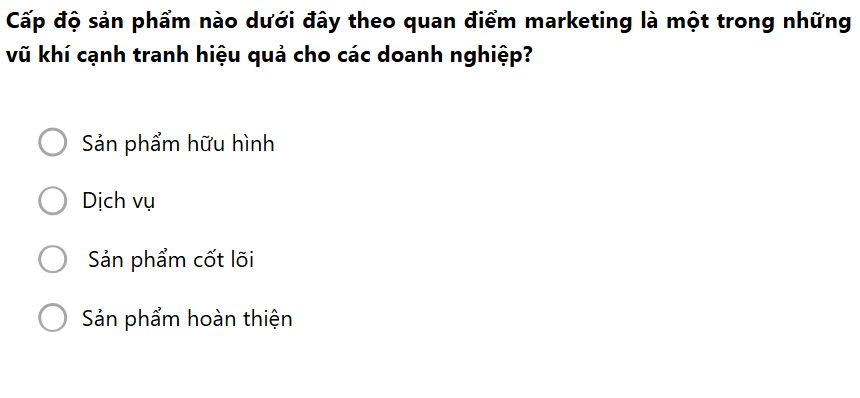 Cấp độ sản phẩm nào dưới đây theo quan điểm marketing là một trong những
vũ khí cạnh tranh hiệu quả cho các doanh nghiệp?
Sản phẩm hữu hình
Dịch vụ
Sản phẩm cốt lõi
Sản phẩm hoàn thiện